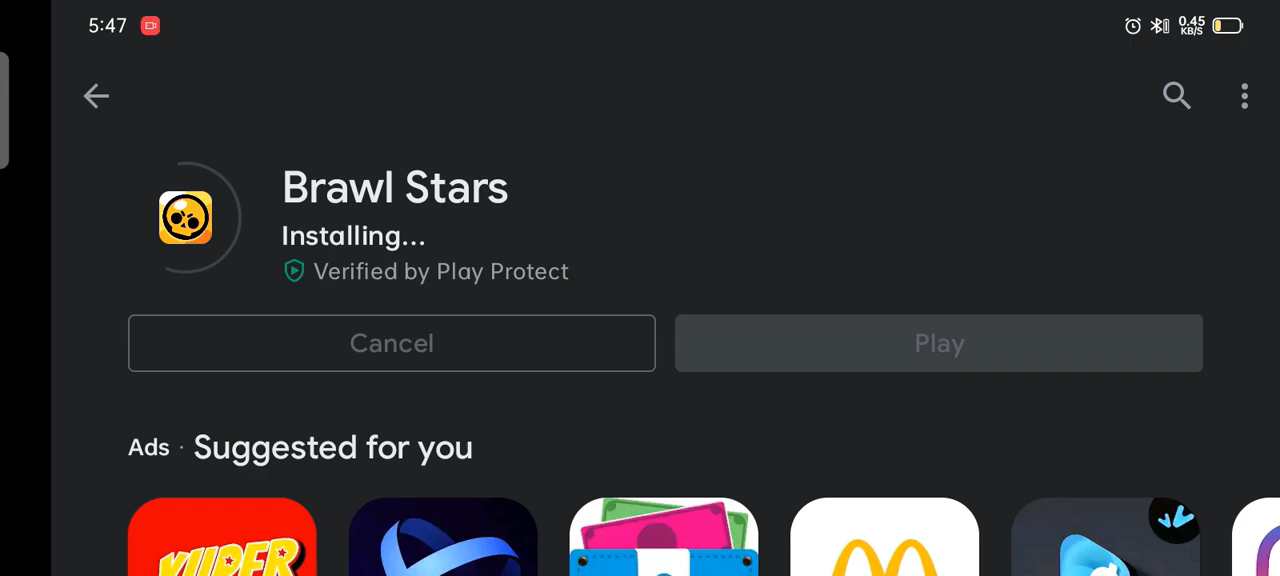 5:47
0.45
KB/S
Brawl Stars
Installing...
Verified by Play Protect
Cancel
Play
Ads · Suggested for you